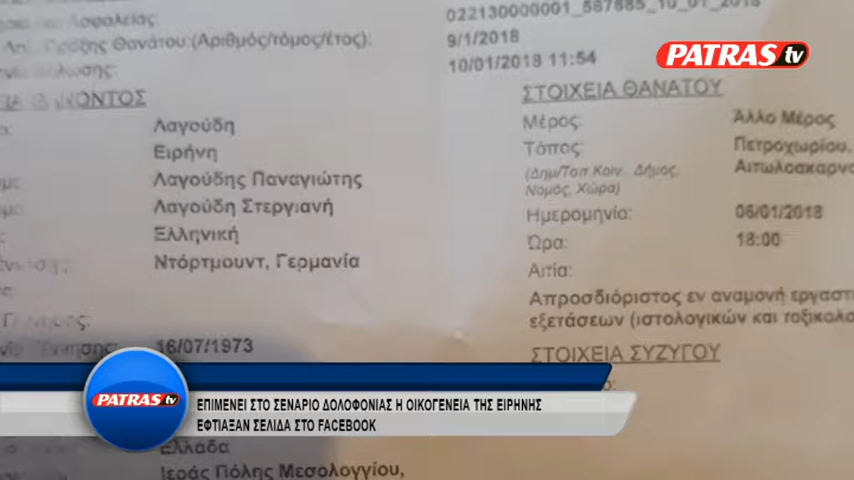 Ασφαλείας:
022130000001_587885_10_01_2018
Πράξης Θανάτου:(Αριθμός/τόμος/έτος):
9/1/2018
10/01/2018 11:54
PATRAS tv
ΣΤΟΙΧΕΙΑ ΘΑΝΑΤΟΥ
Λαγούδη
Ειρήνη
Λαγούδης Παναγιώτης
Λαγούδη Στεργιανή
Ελληνική
Ντόρτμουντ, Γερμανία
16/07/1973
Μέρος: Άλλο Μέρος
Τόπος: Πετροχωρίου,
(Δημ/Τοπ Κοιν. Δήμος,
Νομός, Χώρα)
Ημερομηνία: 06/01/2018
Ώρα: 18:00
Αιτία:
Απροσδιόριστος εν αναμονή
εξετάσεων (ιστολογικών και
ΣΤΟΙΧΕΙΑ ΣΥΖΥΓΟΥ
PATRAS tv
ΕΠΙΜΕΝΕΙ ΣΤΟ ΣΕΝΑΡΙΟ ΔΟΛΟΦΟΝΙΑΣ Η ΟΙΚΟΓΕΝΕΙΑ ΤΗΣ ΕΙΡΗΝΗΣ
ΕΦΤΙΑΞΑΝ ΣΕΛΙΔΑ ΣΤΟ FACEBOOK
Ελλάδα
Ιεράς Πόλης Μεσολογγίου,